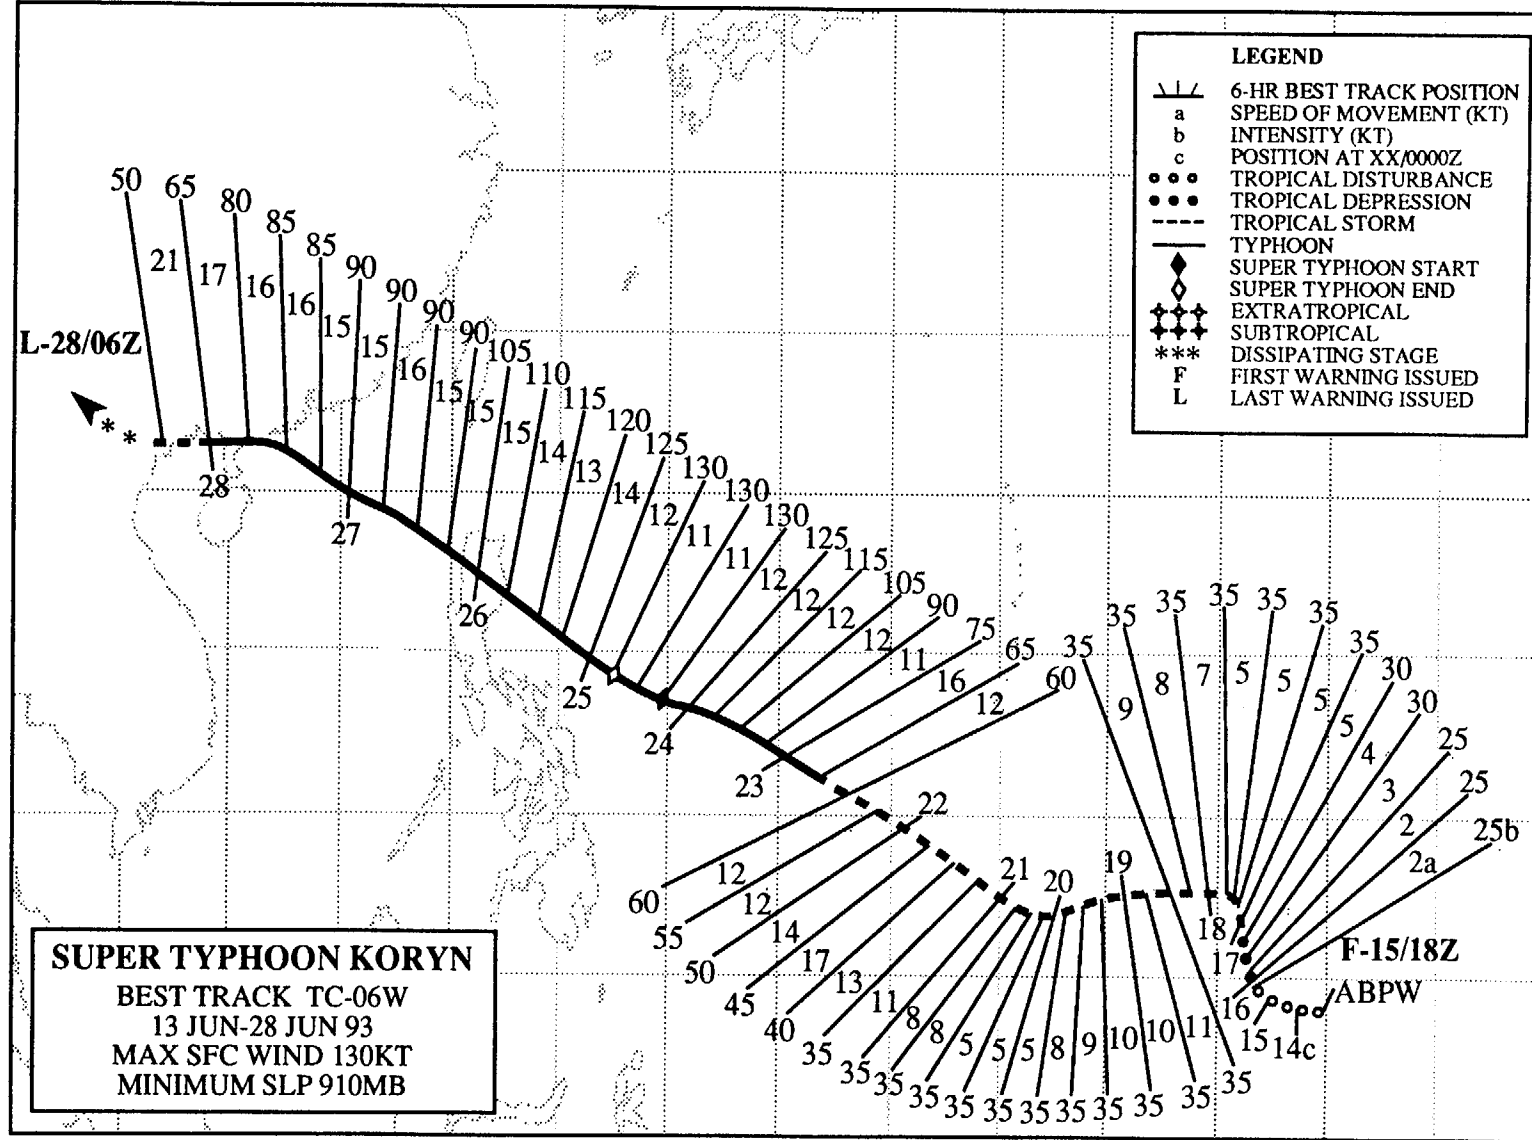 LEGEND
6-HR BEST TRACK POSITION
a SPEED OF MOVEMENT (KT)
b INTENSITY (KT)
c POSITION AT XX/0000Z
TROPICAL DISTURBANCE
TROPICAL DEPRESSION
TROPICAL STORM
TYPHOON
SUPER TYPHOON START
SUPER TYPHOON END
EXTRATROPICAL
SUBTROPICAL
*** DISSIPATING STAGE
F FIRST WARNING ISSUED
L LAST WARNING ISSUED
50 65 80 85 85 90 90 90 90 105 110 115 120 125 130 130 130 125 115 105 90 75 65 60
21 17 16 16 15 15 16 15 15 15 14 13 14 12 11 11 12 12 12 12 11 16 12
L-28/06Z
* *
28 27 26 25 24 23 22 21 20 19 18 17 16 15 14c
35 35 35 35 35 35 35 30 30 25 25 25b
9 8 7 5 5 5 5 4 3 2 2a
F-15/18Z
ABPW
60 55 50 45 40 35 35 35 35 35 35 35 35 35 35 35 35
12 12 14 17 13 11 8 8 5 5 5 8 9 10 10 11
SUPER TYPHOON KORYN
BEST TRACK TC-06W
13 JUN-28 JUN 93
MAX SFC WIND 130KT
MINIMUM SLP 910MB